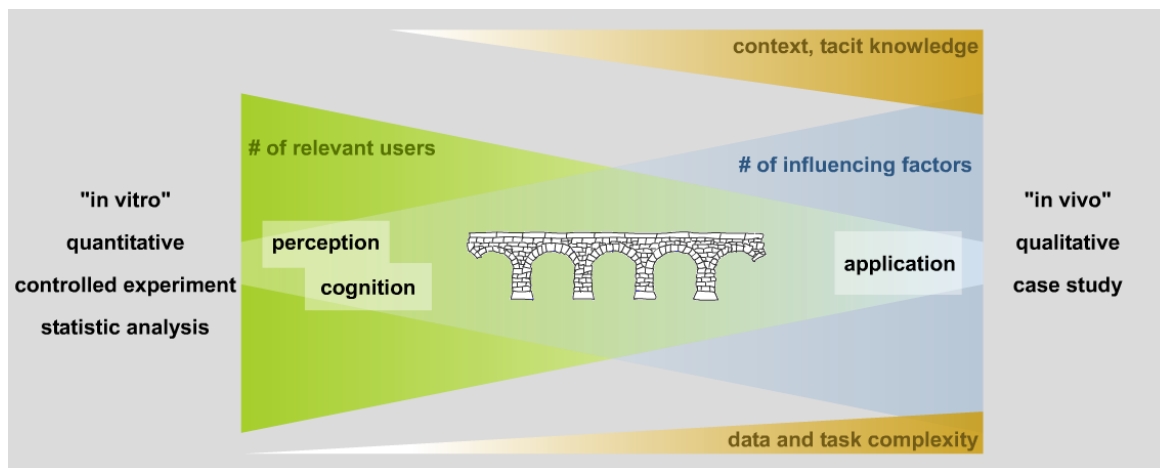 context, tacit knowledge
# of relevant users
# of influencing factors
"in vitro"
quantitative
controlled experiment
statistic analysis
perception
cognition
application
"in vivo"
qualitative
case study
data and task complexity